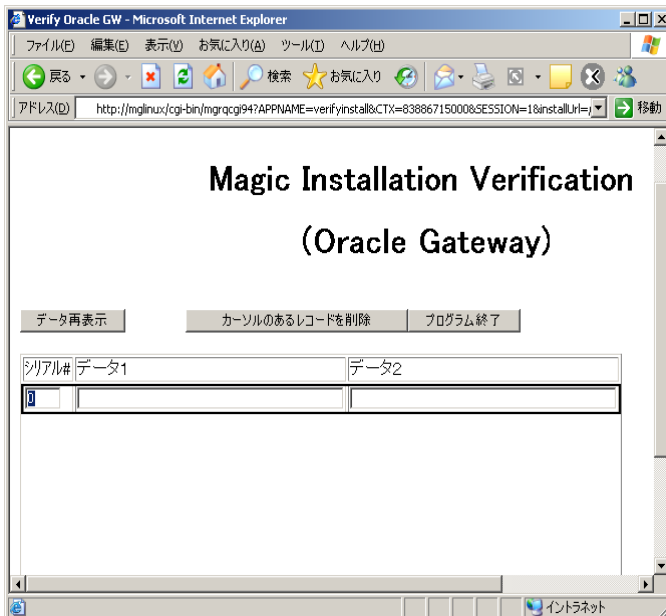 Verify Oracle GW - Microsoft Internet Explorer
ファイル(F) 編集(E) 表示(V) お気に入り(A) ツール(T) ヘルプ(H)
戻る 検索 お気に入り
アドレス(D) http://mglinux/cgi-bin/mgrqcgi94?APPNAME=verifyinstall&CTX=83886715000&SESSION=1&installUrl=/ 移動
Magic Installation Verification
(Oracle Gateway)
データ再表示 カーソルのあるレコードを削除 プログラム終了
シリアル# データ1 データ2
0
イントラネット